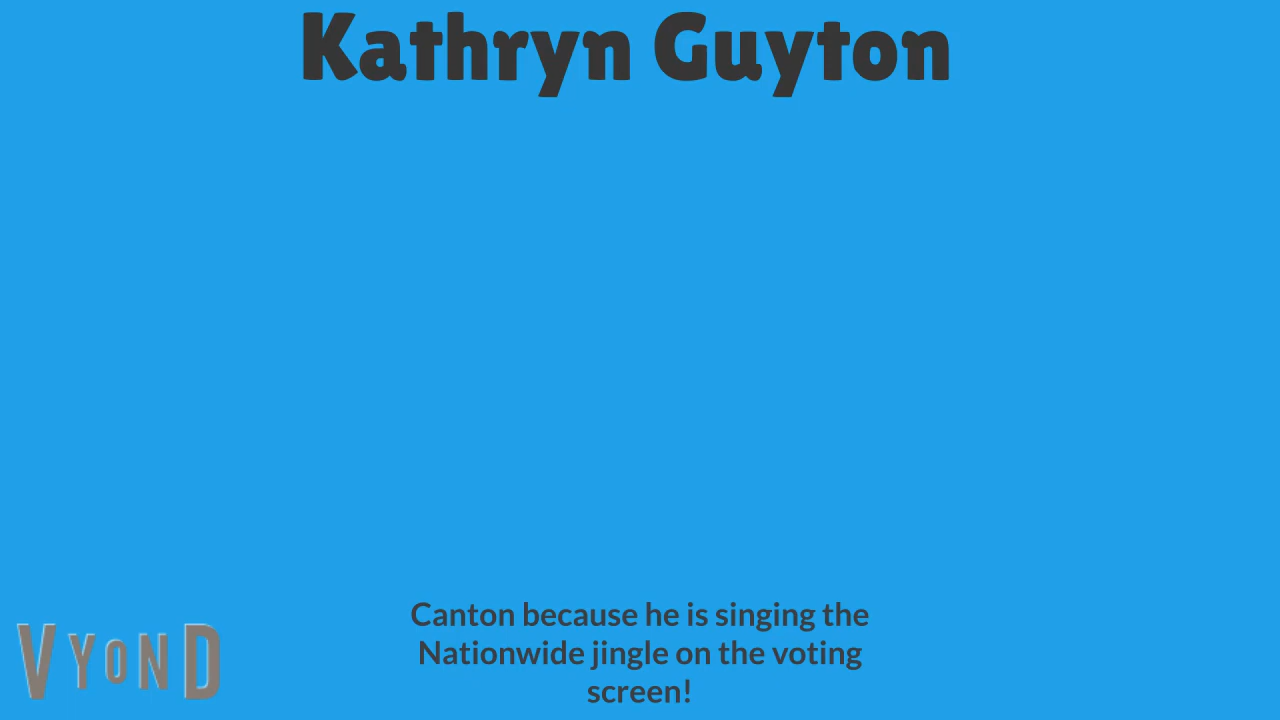 Kathryn Guyton
Canton because he is singing the
Nationwide jingle on the voting
screen!
VYOND